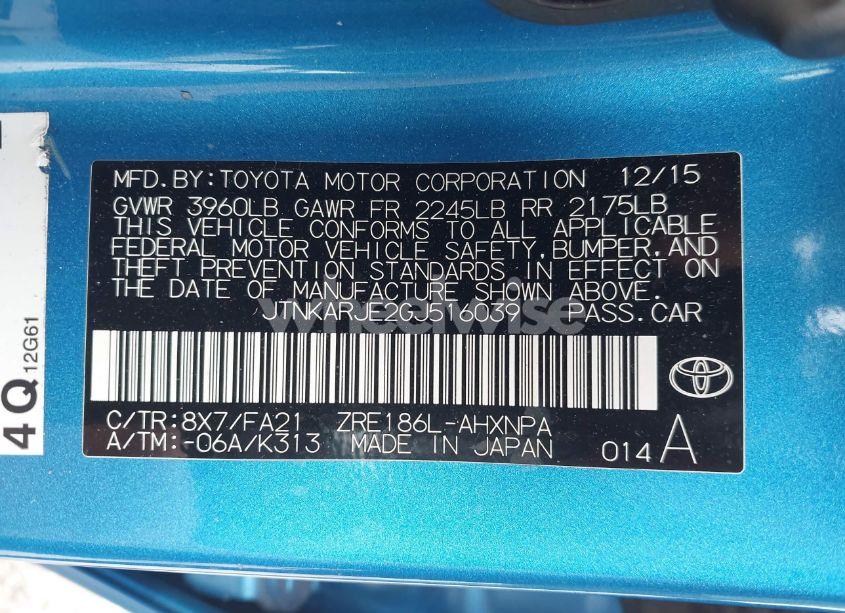 MFD.BY:TOYOTA MOTOR CORPORATION 12/15
GVWR 3960LB GAWR FR 2245LB RR 2175LB
THIS VEHICLE CONFORMS TO ALL APPLICABLE
FEDERAL MOTOR VEHICLE SAFETY,BUMPER,AND
THEFT PREVENTION STANDARDS IN EFFECT ON
THE DATE OF MANUFACTURE SHOWN ABOVE.
JTNKARJE2GJ516039 PASS.CAR
wheelwise
C/TR:8X7/FA21 ZRE186L-AHXNPA
A/TM:-06A/K313 MADE IN JAPAN 014A
4Q
12G61